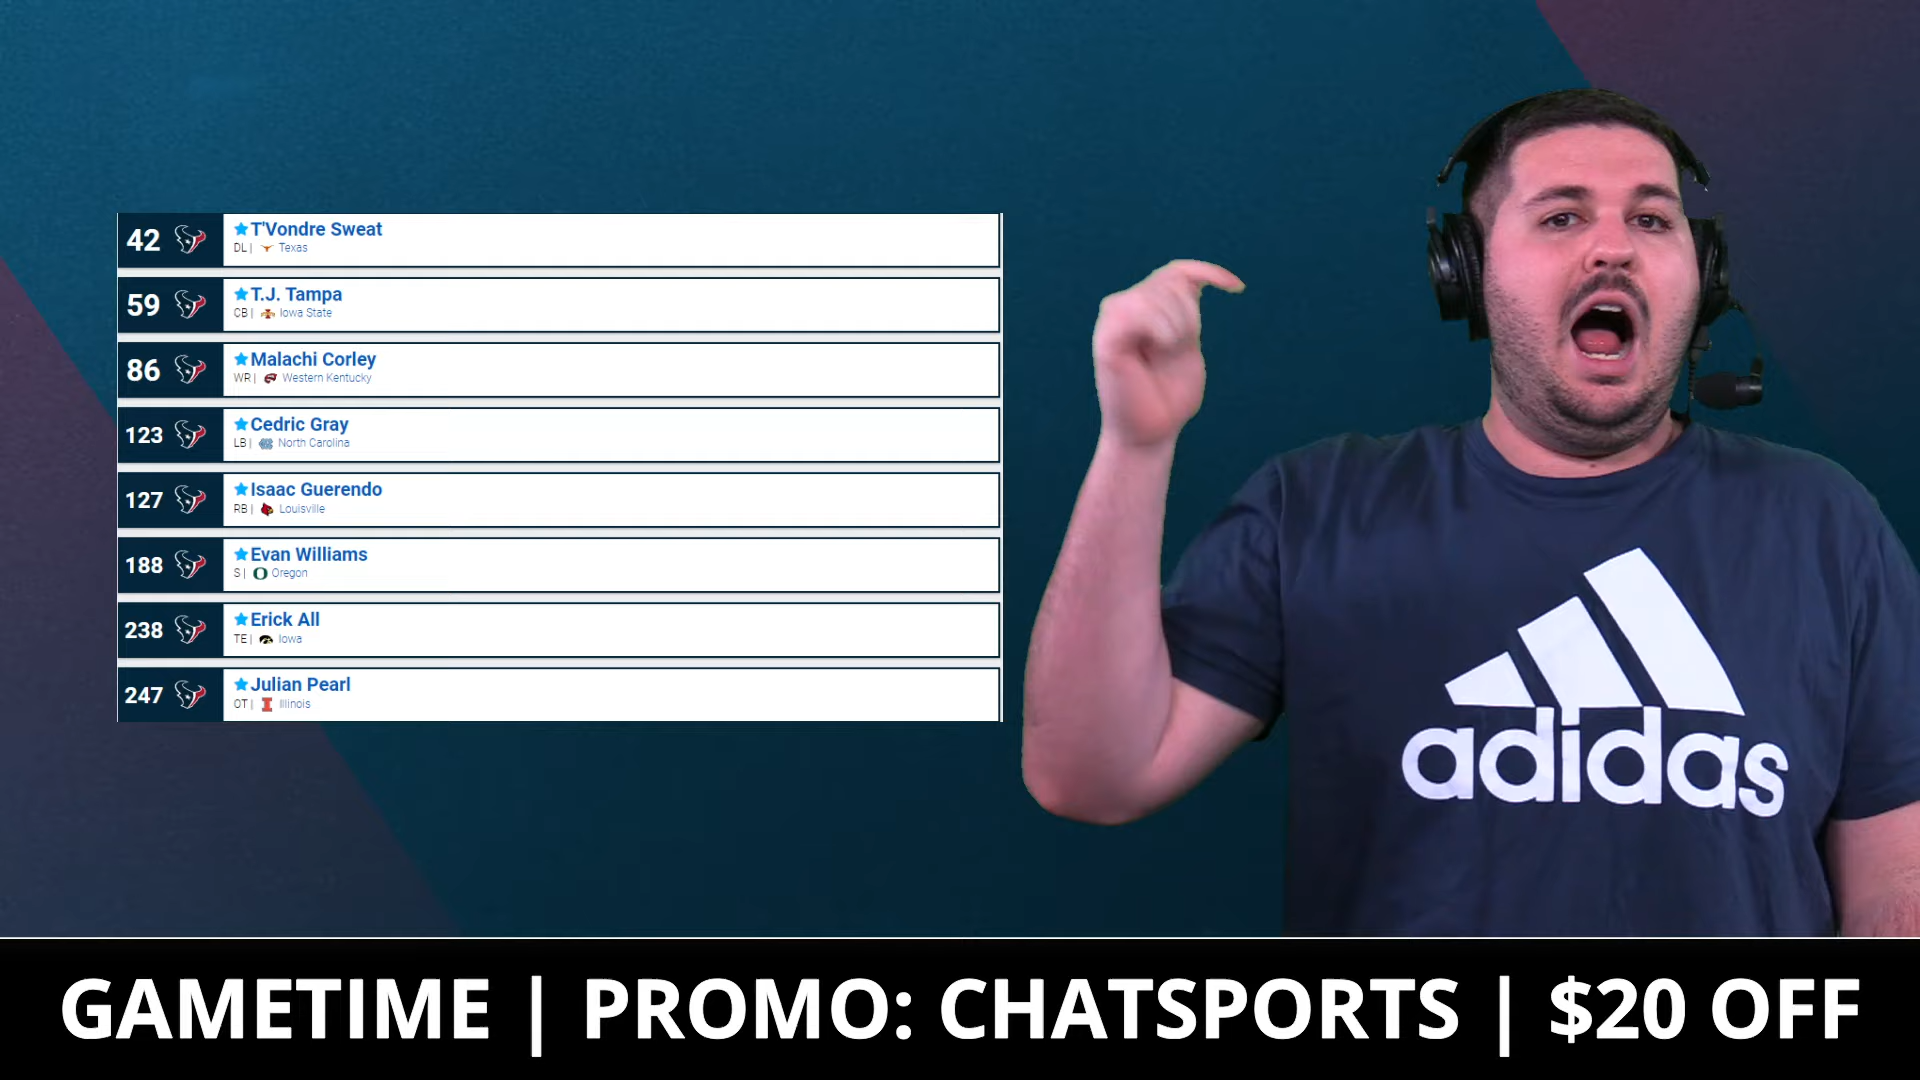 42
T'Vondre Sweat
DL | Texas
59
T.J. Tampa
CB | Iowa State
86
Malachi Corley
WR | Western Kentucky
123
Cedric Gray
LB | North Carolina
127
Isaac Guerendo
RB | Louisville
188
Evan Williams
S | Oregon
238
Erick All
TE | Iowa
247
Julian Pearl
OT | Illinois
adidas
GAMETIME | PROMO: CHATSPORTS | $20 OFF